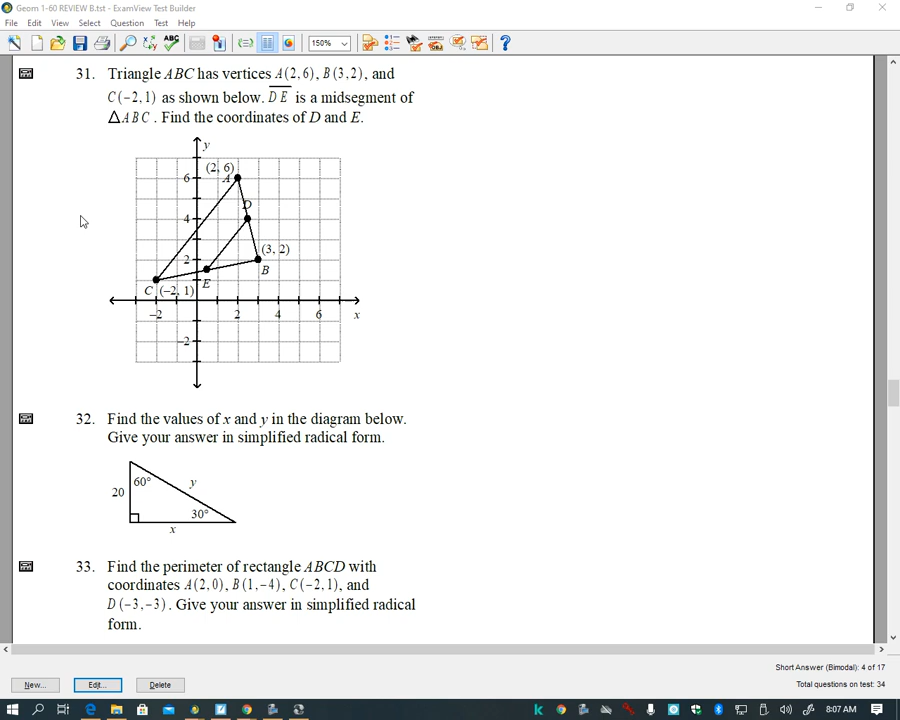 Geom 1-60 REVIEW B.tst - ExamView Test Builder
File Edit View Select Question Test Help
150%
31. Triangle ABC has vertices A(2,6), B(3,2), and
C(−2,1) as shown below. DE is a midsegment of
△ABC. Find the coordinates of D and E.
y
(2, 6)
6 A
D
4
(3, 2)
2
B
E
C (−2, 1)
−2 2 4 6 x
−2
32. Find the values of x and y in the diagram below.
Give your answer in simplified radical form.
60° y
20
30°
x
33. Find the perimeter of rectangle ABCD with
coordinates A(2,0), B(1,−4), C(−2,1), and
D(−3,−3). Give your answer in simplified radical
form.
Short Answer (Bimodal): 4 of 17
New... Edit... Delete
Total questions on test: 34
8:07 AM